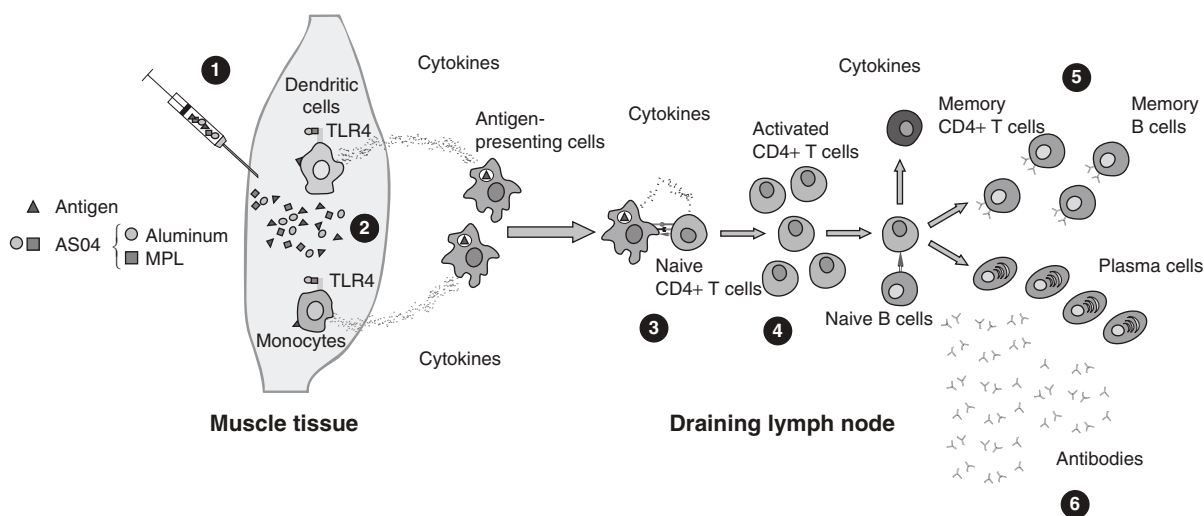 1
Dendritic
cells
TLR4
Antigen
AS04
Aluminum
MPL
2
TLR4
Monocytes
Muscle tissue
Cytokines
Antigen-
presenting cells
Cytokines
Cytokines
Naive
CD4+ T cells
3
Activated
CD4+ T cells
4
Draining lymph node
Cytokines
Naive B cells
Memory
CD4+ T cells
5
Memory
B cells
Plasma cells
Antibodies
6